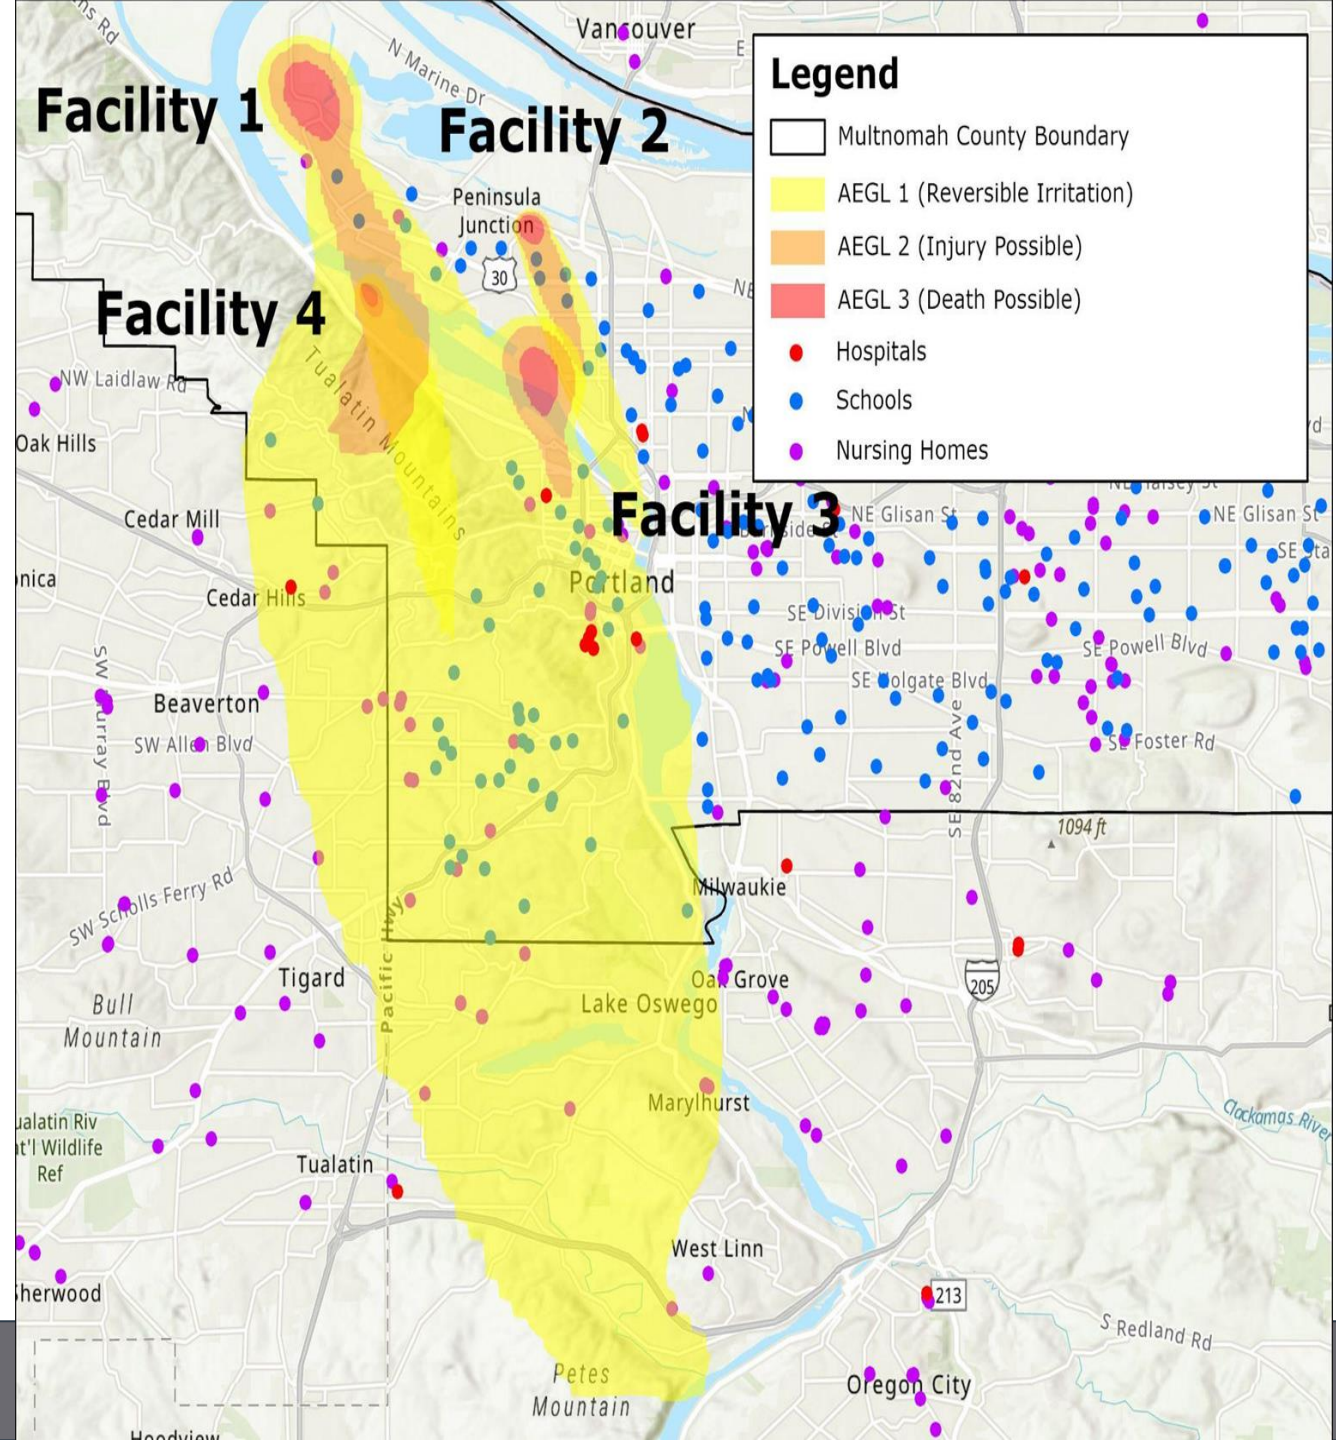 Vancouver
N Marine Dr
Legend
Multnomah County Boundary
AEGL 1 (Reversible Irritation)
AEGL 2 (Injury Possible)
AEGL 3 (Death Possible)
Hospitals
Schools
Nursing Homes
Facility 1
Facility 2
Peninsula
Junction
30
NE
Facility 4
NW Laidlaw Rd
Tualatin Mountains
Oak Hills
Facility 3
NE Glisan St
NE Glisan St
Cedar Mill
Portland
Cedar Hills
SE Division St
SE Powell Blvd
SE Powell Blvd
SE Holgate Blvd
SW Murray Blvd
Beaverton
SW Allen Blvd
SE 82nd Ave
SE Foster Rd
1094 ft
Milwaukie
SW Scholls Ferry Rd
Pacific Hwy
Tigard
Oak Grove
205
Bull
Mountain
Lake Oswego
Marylhurst
Clackamas River
Ref
Tualatin
West Linn
213
S Redland Rd
Petes
Mountain
Oregon City